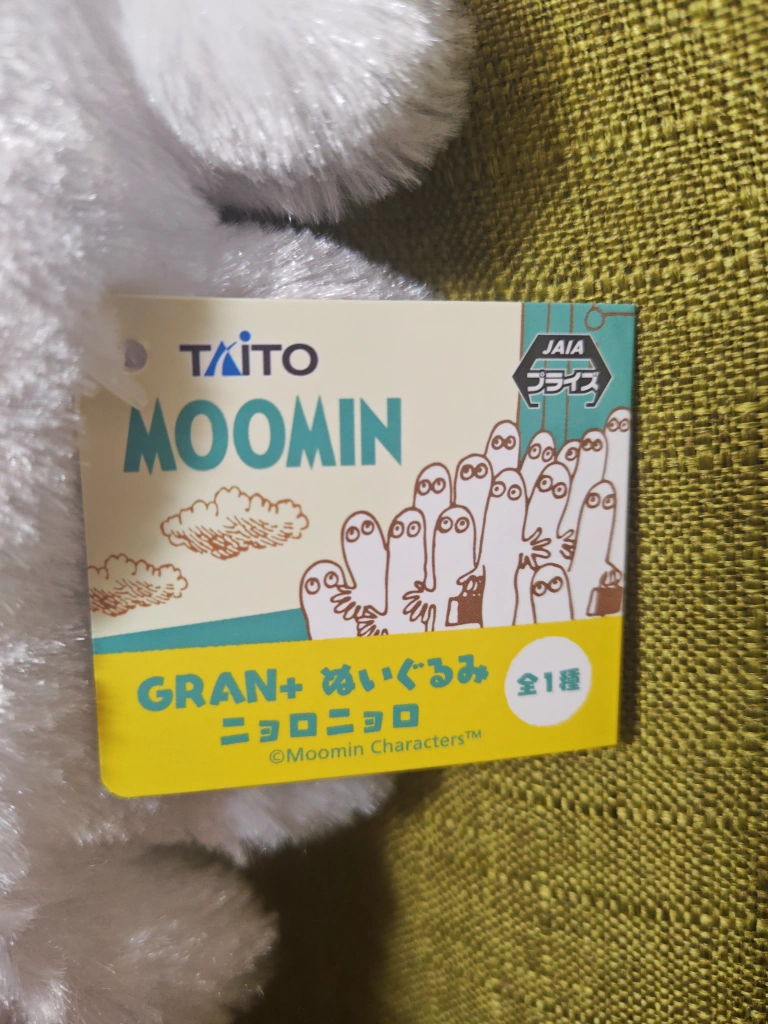 TAITO
JAIA
プライズ
MOOMIN
GRAN+ ぬいぐるみ
ニョロニョロ
全1種
©Moomin Characters™